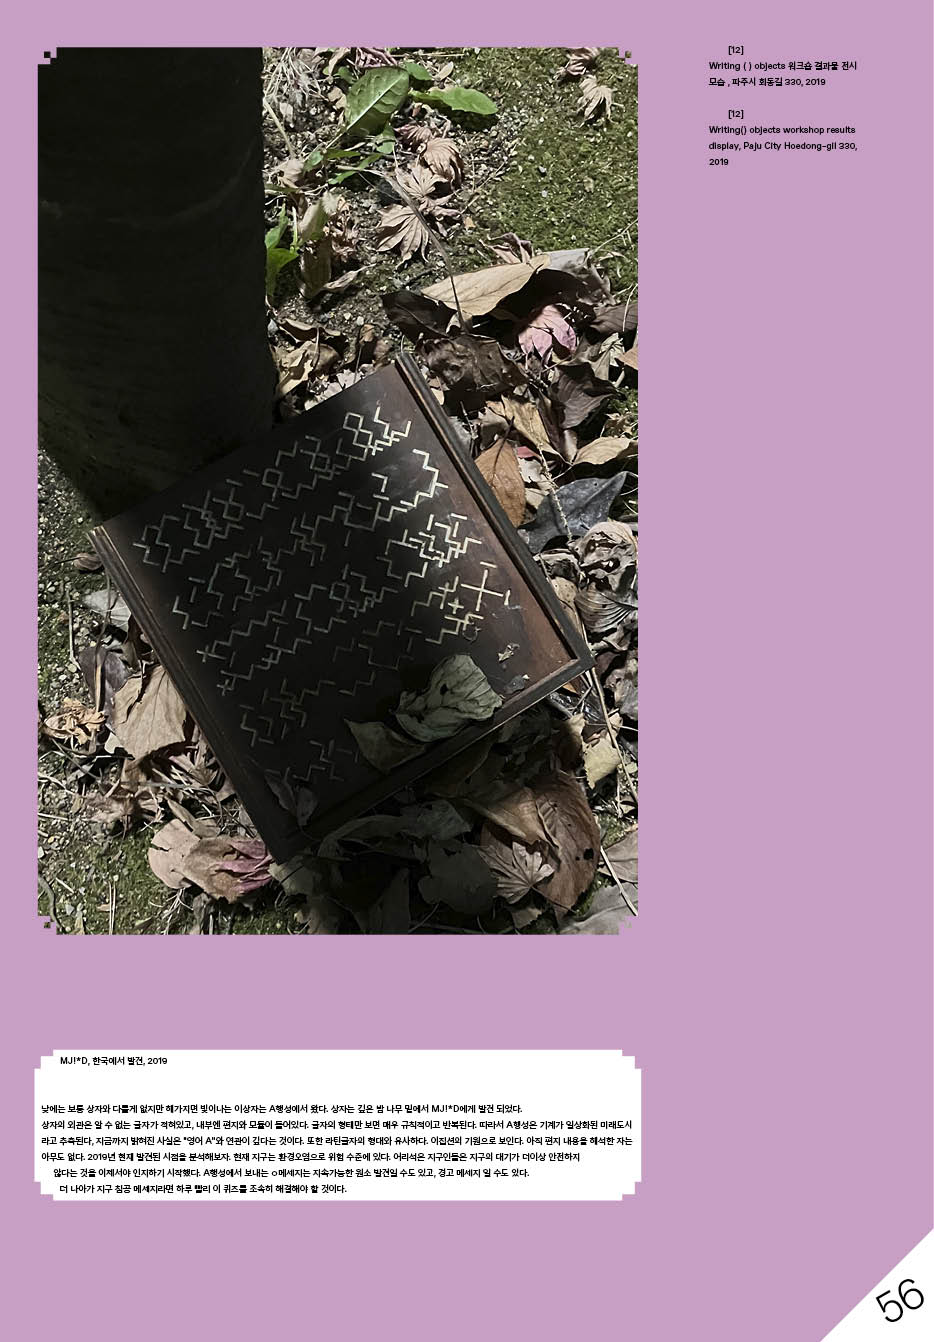 [12]
Writing ( ) objects 워크숍 결과물 전시
모습 , 파주시 회동길 330, 2019
[12]
Writing() objects workshop results
display, Paju City Hoedong-gil 330,
2019
MJ!*D, 한국에서 발견, 2019
낮에는 보통 상자와 다를게 없지만 해가지면 빛이나는 이상자는 A행성에서 왔다. 상자는 깊은 밤 나무 밑에서 MJ!*D에게 발견 되었다.
상자의 외관은 알 수 없는 글자가 적혀있고, 내부엔 편지와 모듈이 들어있다. 글자의 형태만 보면 매우 규칙적이고 반복된다. 따라서 A행성은 기계가 일상화된 미래도시
라고 추측된다, 지금까지 밝혀진 사실은 "영어 A"와 연관이 깊다는 것이다. 또한 라틴글자의 형대와 유사하다. 이집션의 기원으로 보인다. 아직 편지 내용을 해석한 자는
아무도 없다. 2019년 현재 발견된 시점을 분석해보자. 현재 지구는 환경오염으로 위험 수준에 있다. 어리석은 지구인들은 지구의 대기가 더이상 안전하지
않다는 것을 이제서야 인지하기 시작했다. A행성에서 보내는 ㅇ메세지는 지속가능한 원소 발견일 수도 있고, 경고 메세지 일 수도 있다.
더 나아가 지구 침공 메세지라면 하루 빨리 이 퀴즈를 조속히 해결해야 할 것이다.
56